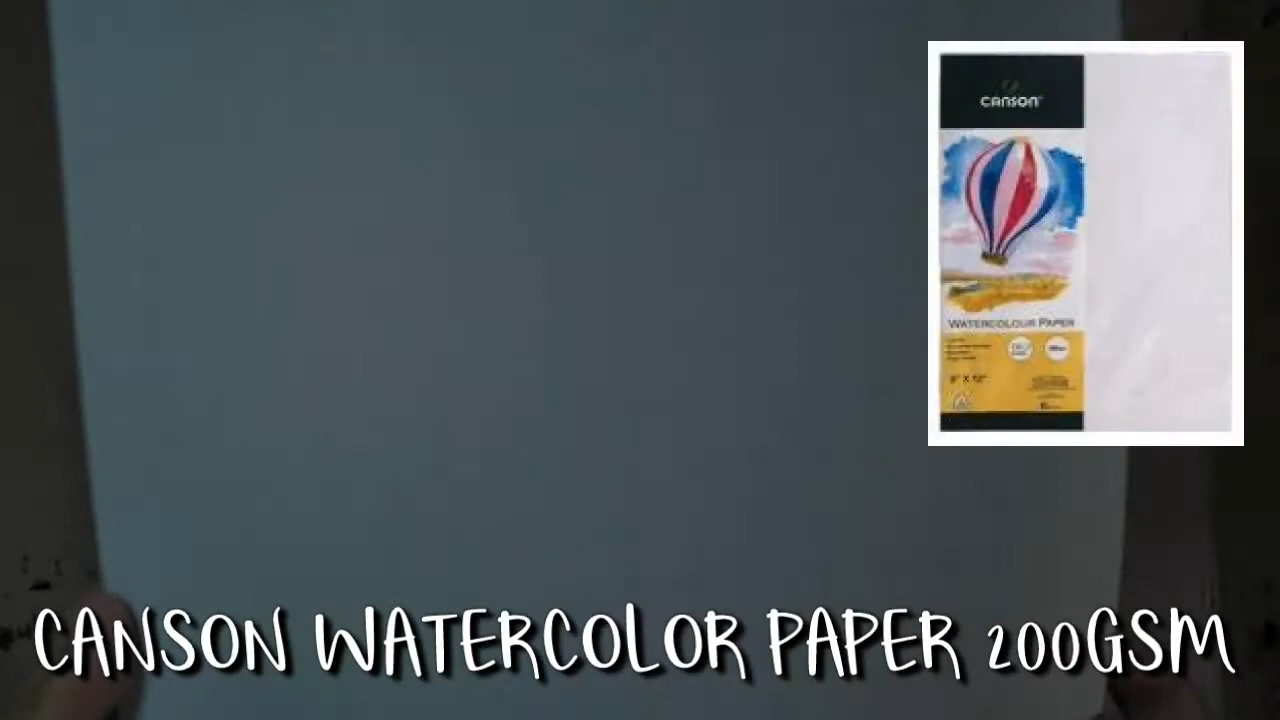 CANSON
WATERCOLOUR PAPER
9" X 12"
CANSON WATERCOLOR PAPER 200GSM